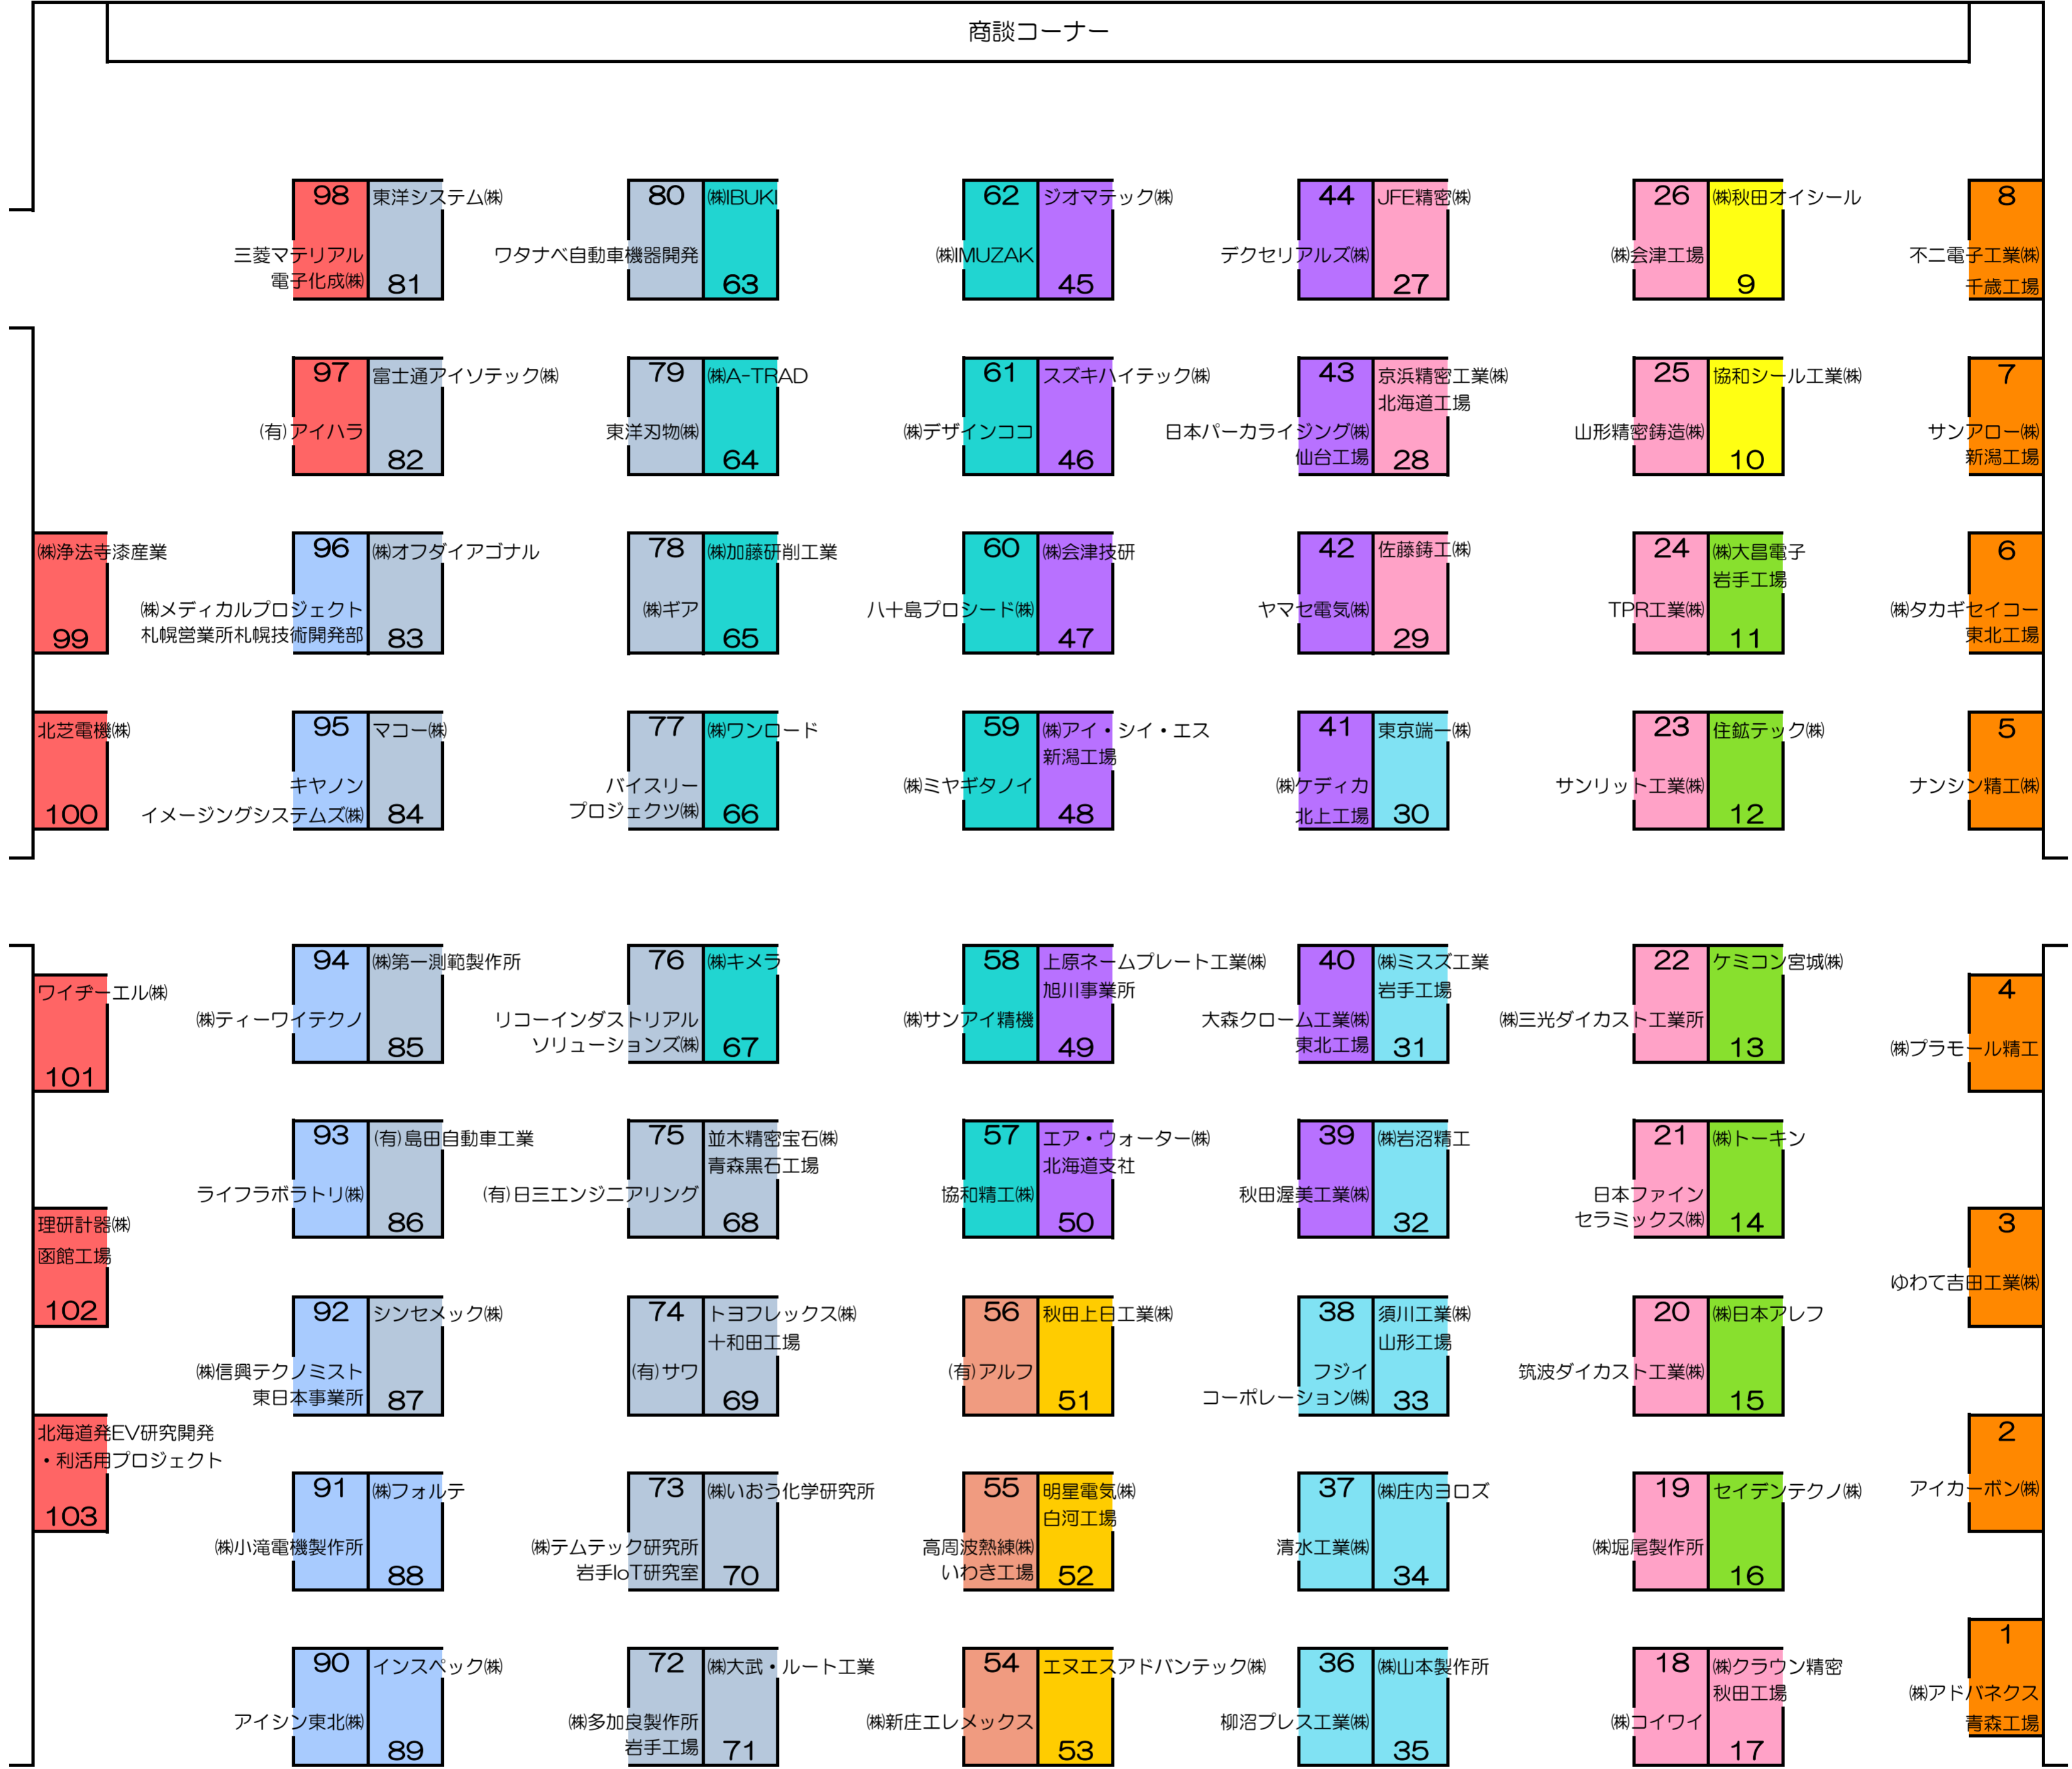 商談コーナー
98
三菱マテリアル
電子化成㈱
東洋システム㈱
81
80
ワタナベ自動車機器開発
㈱IBUKI
63
62
㈱IMUZAK
ジオマテック㈱
45
44
デクセリアルズ㈱
JFE精密㈱
27
26
㈱会津工場
㈱秋田オイシール
9
8
不二電子工業㈱
千歳工場
97
(有)アイハラ
富士通アイソテック㈱
82
79
東洋刃物㈱
㈱A-TRAD
64
61
㈱デザインココ
スズキハイテック㈱
46
43
日本パーカライジング㈱
仙台工場
京浜精密工業㈱
北海道工場
28
25
山形精密鋳造㈱
協和シール工業㈱
10
7
サンアロー㈱
新潟工場
㈱浄法寺漆産業
99
96
㈱メディカルプロジェクト
札幌営業所札幌技術開発部
㈱オフダイアゴナル
83
78
㈱ギア
㈱加藤研削工業
65
60
八十島プロシード㈱
㈱会津技研
47
42
ヤマセ電気㈱
佐藤鋳工㈱
29
24
TPR工業㈱
㈱大昌電子
岩手工場
11
6
㈱タカギセイコー
東北工場
北芝電機㈱
100
95
キヤノン
イメージングシステムズ㈱
マコー㈱
84
77
バイスリー
プロジェクツ㈱
㈱ワンロード
66
59
㈱ミヤギタノイ
㈱アイ・シイ・エス
新潟工場
48
41
㈱ケディカ
北上工場
東京端一㈱
30
23
サンリット工業㈱
住鉱テック㈱
12
5
ナンシン精工㈱
ワイヂーエル㈱
101
94
㈱ティーワイテクノ
㈱第一測範製作所
85
76
リコーインダストリアル
ソリューションズ㈱
㈱キメラ
67
58
㈱サンアイ精機
上原ネームプレート工業㈱
旭川事業所
49
40
大森クローム工業㈱
東北工場
㈱ミスズ工業
岩手工場
31
22
㈱三光ダイカスト工業所
ケミコン宮城㈱
13
4
㈱プラモール精工
理研計器㈱
函館工場
102
93
ライフラボラトリ㈱
(有)島田自動車工業
86
75
(有)日三エンジニアリング
並木精密宝石㈱
青森黒石工場
68
57
協和精工㈱
エア・ウォーター㈱
北海道支社
50
39
秋田渥美工業㈱
㈱岩沼精工
32
21
日本ファイン
セラミックス㈱
㈱トーキン
14
3
ゆわて吉田工業㈱
92
㈱信興テクノミスト
東日本事業所
シンセメック㈱
87
74
(有)サワ
トヨフレックス㈱
十和田工場
69
56
(有)アルフ
秋田上日工業㈱
51
38
フジイ
コーポレーション㈱
須川工業㈱
山形工場
33
20
筑波ダイカスト工業㈱
㈱日本アレフ
15
北海道発EV研究開発
・利活用プロジェクト
103
91
㈱小滝電機製作所
㈱フォルテ
88
73
㈱テムテック研究所
岩手IoT研究室
㈱いおう化学研究所
70
55
高周波熱練㈱
いわき工場
明星電気㈱
白河工場
52
37
清水工業㈱
㈱庄内ヨロズ
34
19
㈱堀尾製作所
セイデンテクノ㈱
16
2
アイカーボン㈱
90
アイシン東北㈱
インスペック㈱
89
72
㈱多加良製作所
岩手工場
㈱大武・ルート工業
71
54
㈱新庄エレメックス
エヌエスアドバンテック㈱
53
36
柳沼プレス工業㈱
㈱山本製作所
35
18
㈱コイワイ
㈱クラウン精密
秋田工場
17
1
㈱アドバネクス
青森工場